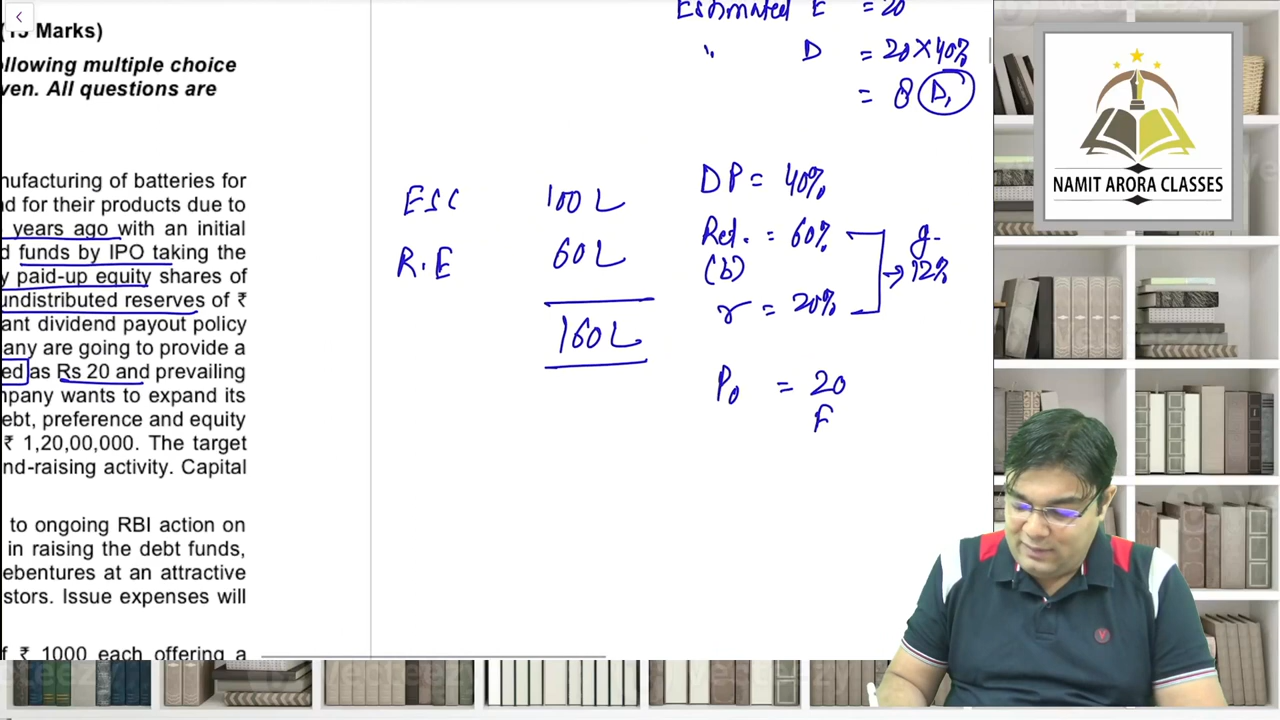 (15 Marks)
ollowing multiple choice
ven. All questions are
nufacturing of batteries for
d for their products due to
years ago with an initial
d funds by IPO taking the
y paid-up equity shares of
undistributed reserves of ₹
ant dividend payout policy
any are going to provide a
ed as Rs 20 and prevailing
mpany wants to expand its
ebt, preference and equity
₹ 1,20,00,000. The target
nd-raising activity. Capital
to ongoing RBI action on
in raising the debt funds,
ebentures at an attractive
stors. Issue expenses will
f ₹ 1000 each offering a
Estimated E = 20
" D = 20 × 40%
= 8 D₁
ESC 100 L
R.E 60 L
160 L
DP = 40%
Ret. = 60%
(b)
r = 20%
g =
12%
P₀ = 20
F
NAMIT ARORA CLASSES